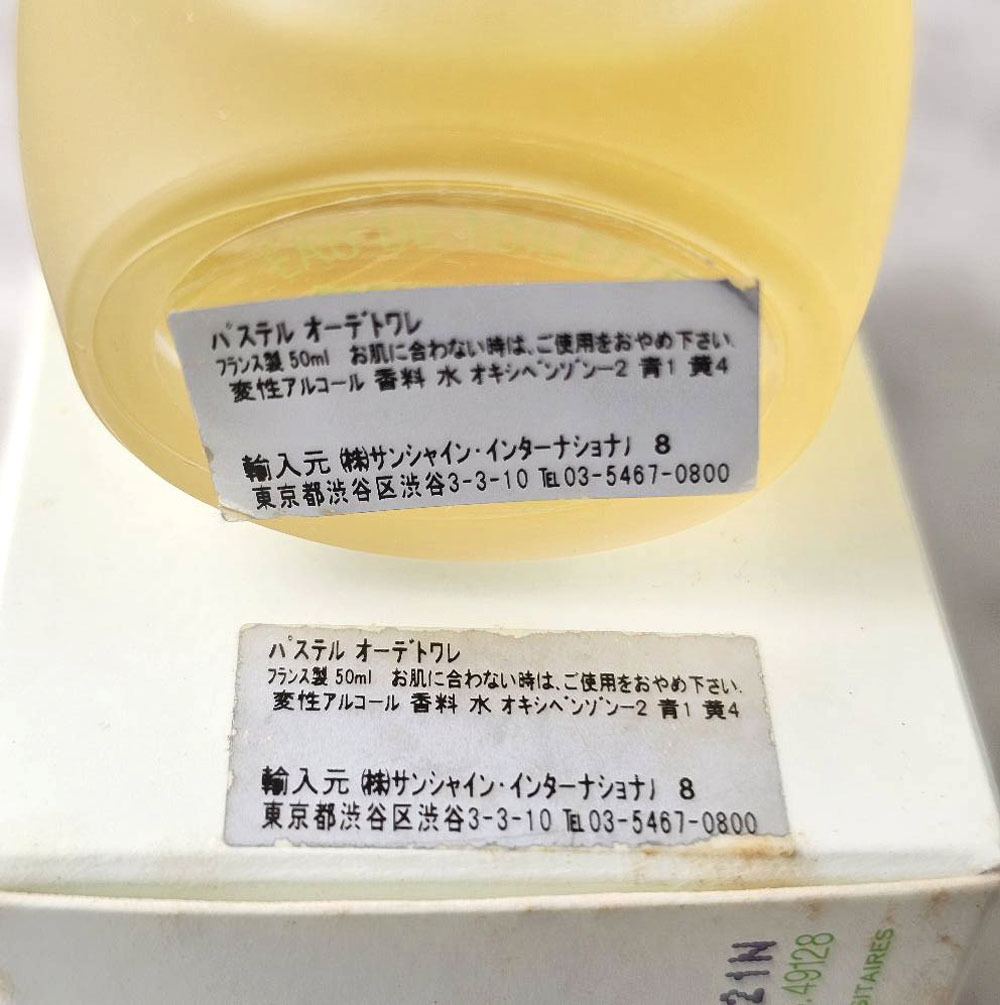 EAU DE TOILETTE
パステル オーデトワレ
フランス製 50ml お肌に合わない時は、ご使用をおやめ下さい.
変性アルコール 香料 水 オキシベンゾンー2 青1 黄4
輸入元 ㈱サンシャイン・インターナショナル 8
東京都渋谷区渋谷3-3-10 ℡03-5467-0800
パステル オーデトワレ
フランス製 50ml お肌に合わない時は、ご使用をおやめ下さい.
変性アルコール 香料 水 オキシベンゾンー2 青1 黄4
輸入元 ㈱サンシャイン・インターナショナル 8
東京都渋谷区渋谷3-3-10 ℡03-5467-0800
21N
.49128
SITAIRES